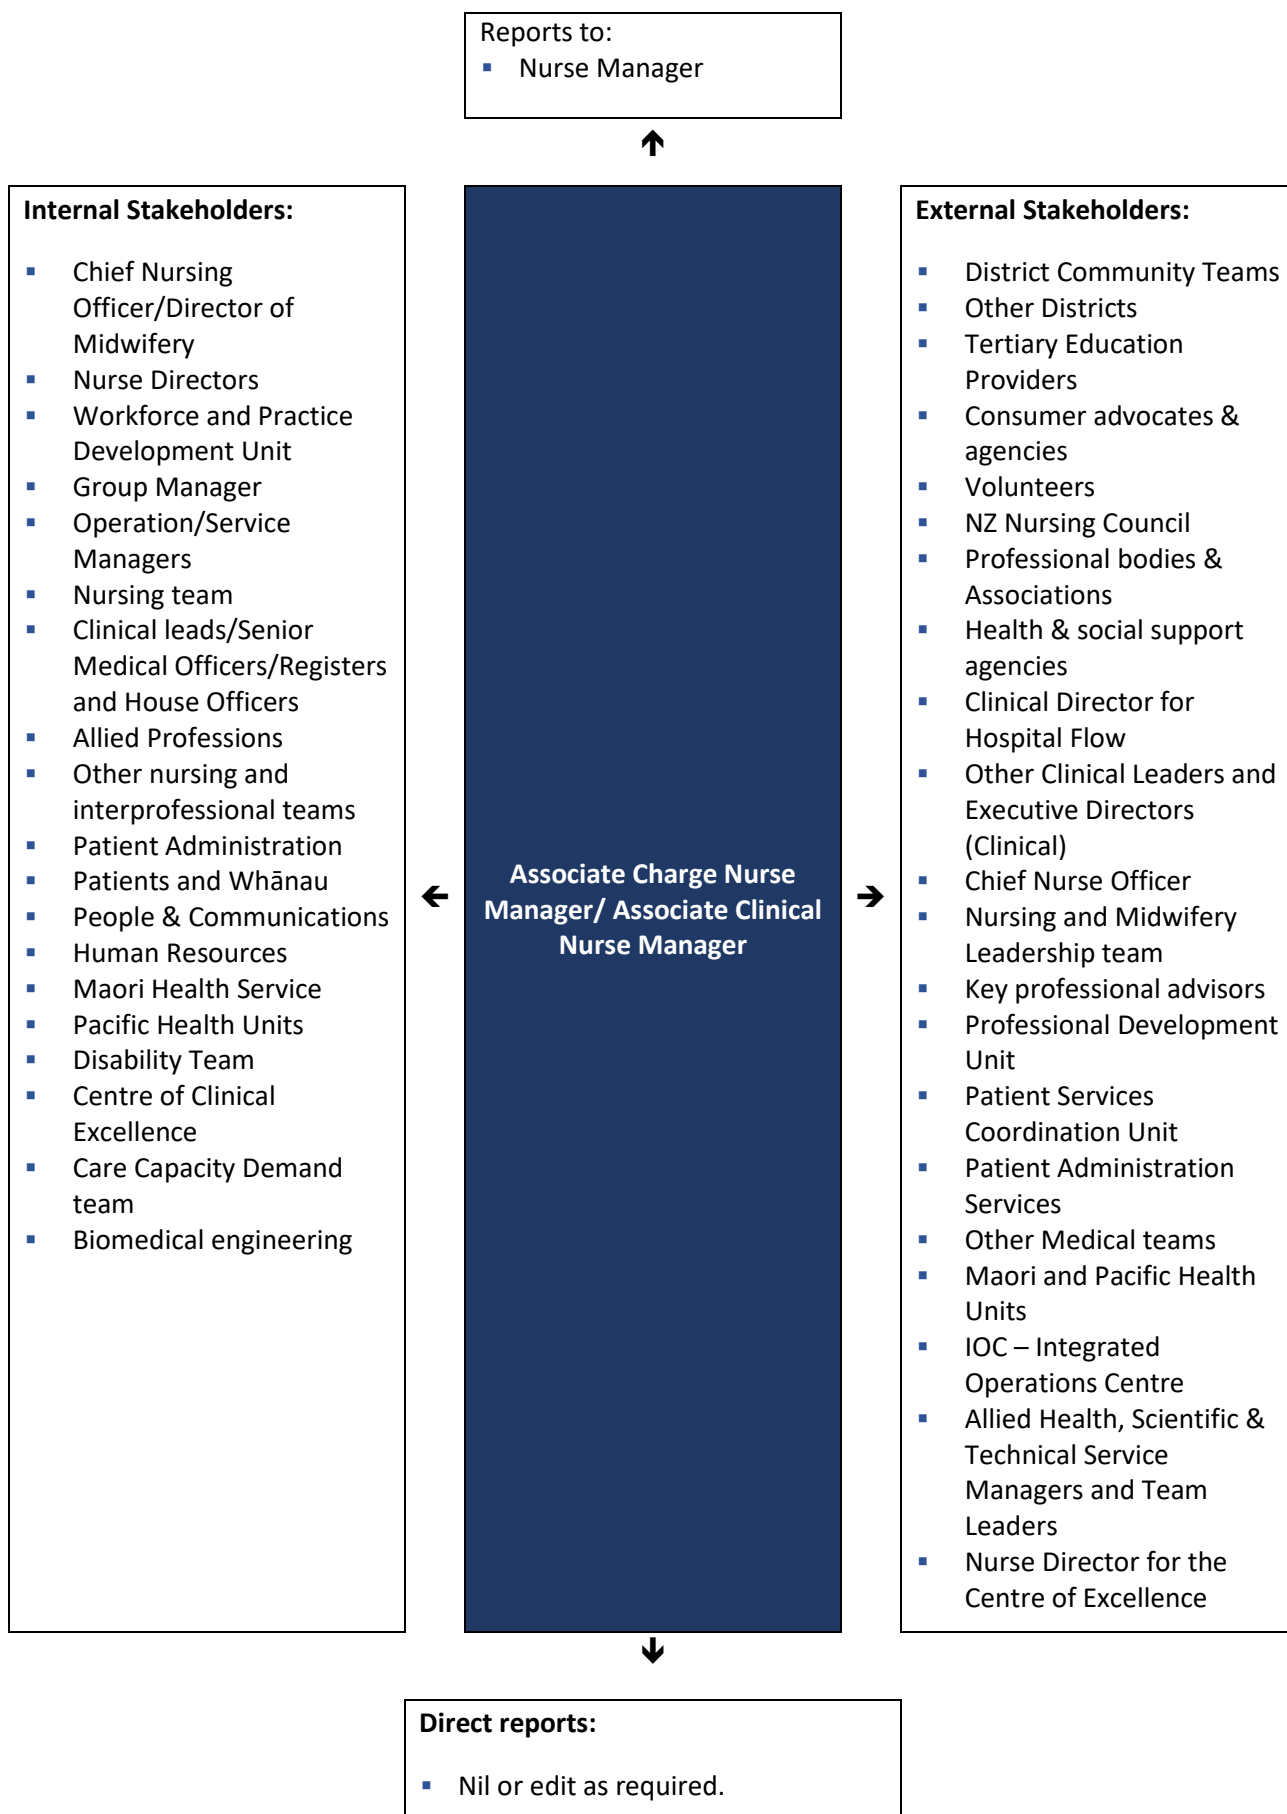 Reports to:
▪ Nurse Manager
🡩
Internal Stakeholders:
▪ Chief Nursing
Officer/Director of
Midwifery
▪ Nurse Directors
▪ Workforce and Practice
Development Unit
▪ Group Manager
▪ Operation/Service
Managers
▪ Nursing team
▪ Clinical leads/Senior
Medical Officers/Registers
and House Officers
▪ Allied Professions
▪ Other nursing and
interprofessional teams
▪ Patient Administration
▪ Patients and Whānau
▪ People & Communications
▪ Human Resources
▪ Maori Health Service
▪ Pacific Health Units
▪ Disability Team
▪ Centre of Clinical
Excellence
▪ Care Capacity Demand
team
▪ Biomedical engineering
🡨
Associate Charge Nurse
Manager/ Associate Clinical
Nurse Manager
🡪
External Stakeholders:
▪ District Community Teams
▪ Other Districts
▪ Tertiary Education
Providers
▪ Consumer advocates &
agencies
▪ Volunteers
▪ NZ Nursing Council
▪ Professional bodies &
Associations
▪ Health & social support
agencies
▪ Clinical Director for
Hospital Flow
▪ Other Clinical Leaders and
Executive Directors
(Clinical)
▪ Chief Nurse Officer
▪ Nursing and Midwifery
Leadership team
▪ Key professional advisors
▪ Professional Development
Unit
▪ Patient Services
Coordination Unit
▪ Patient Administration
Services
▪ Other Medical teams
▪ Maori and Pacific Health
Units
▪ IOC – Integrated
Operations Centre
▪ Allied Health, Scientific &
Technical Service
Managers and Team
Leaders
▪ Nurse Director for the
Centre of Excellence
🡫
Direct reports:
▪ Nil or edit as required.